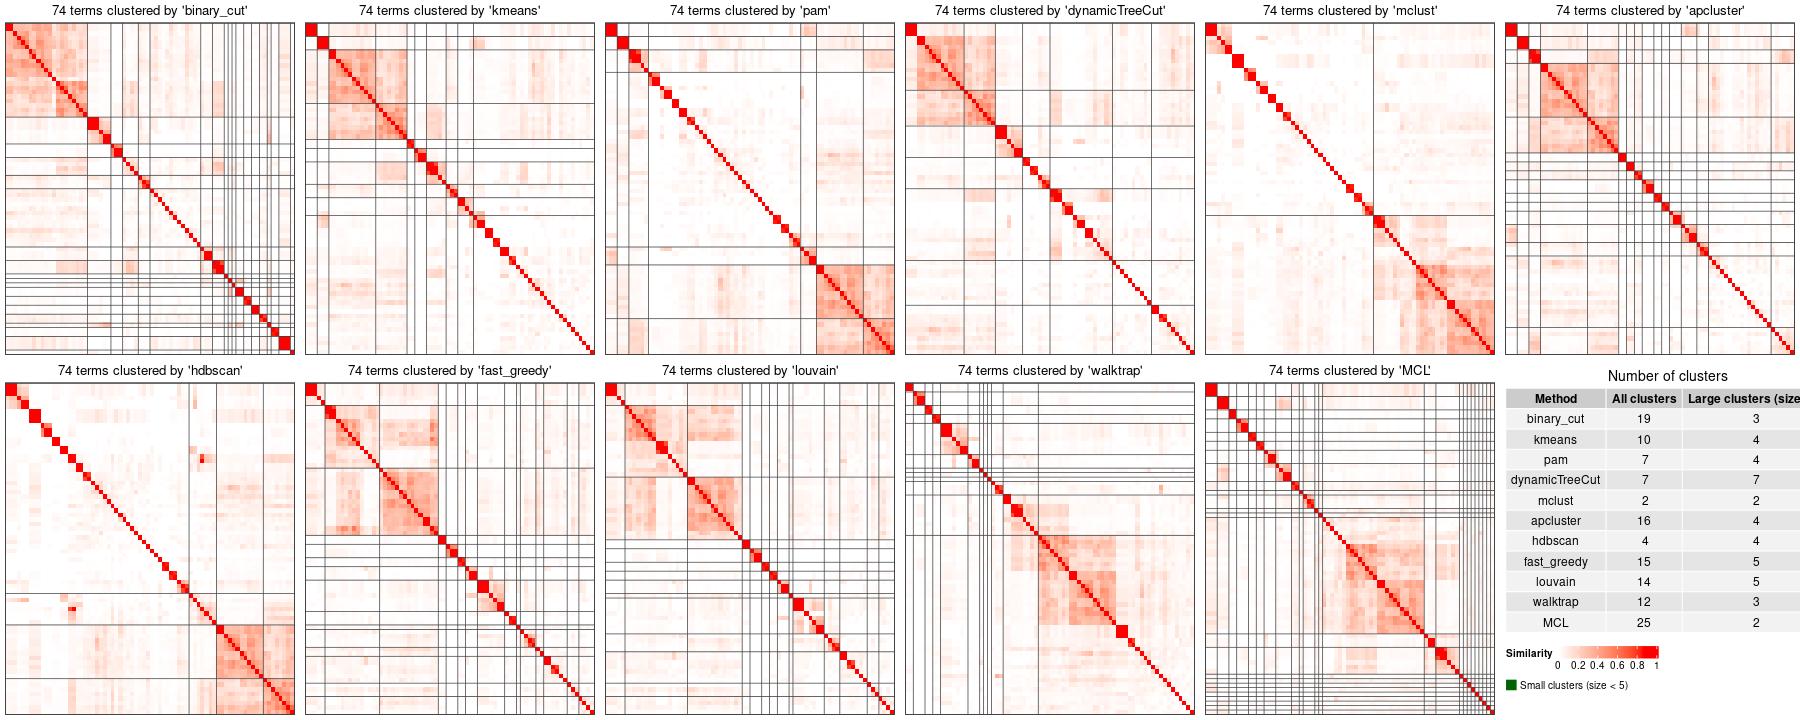 74 terms clustered by 'binary_cut'
74 terms clustered by 'kmeans'
74 terms clustered by 'pam'
74 terms clustered by 'dynamicTreeCut'
74 terms clustered by 'mclust'
74 terms clustered by 'apcluster'
74 terms clustered by 'hdbscan'
74 terms clustered by 'fast_greedy'
74 terms clustered by 'louvain'
74 terms clustered by 'walktrap'
74 terms clustered by 'MCL'
Number of clusters
Method All clusters Large clusters (size
binary_cut 19 3
kmeans 10 4
pam 7 4
dynamicTreeCut 7 7
mclust 2 2
apcluster 16 4
hdbscan 4 4
fast_greedy 15 5
louvain 14 5
walktrap 12 3
MCL 25 2
Similarity
0 0.2 0.4 0.6 0.8 1
Small clusters (size < 5)